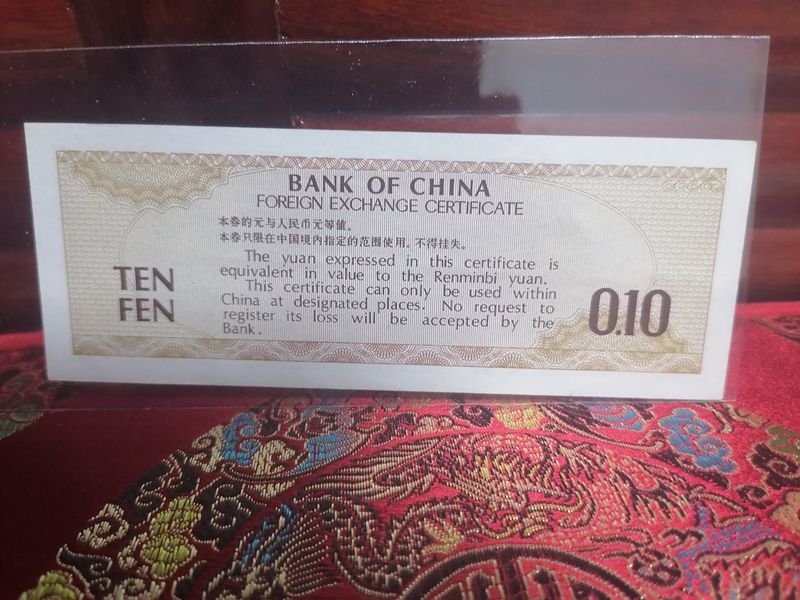 BANK OF CHINA
FOREIGN EXCHANGE CERTIFICATE
本券的元与人民币元等值。
本券只限在中国境内指定的范围使用。不得挂失。
The yuan expressed in this certificate is
equivalent in value to the Renminbi yuan.
This certificate can only be used within
China at designated places. No request to
register its loss will be accepted by the
Bank.
TEN
FEN
0.10